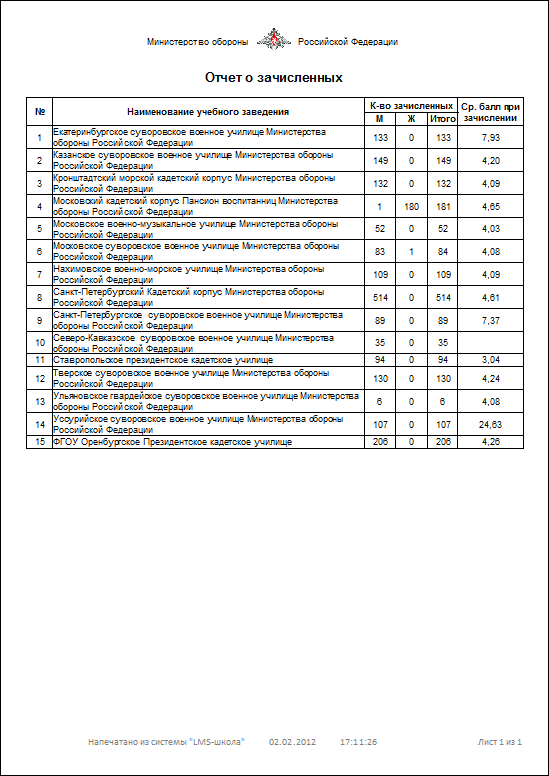 Министерство обороны Российской Федерации
Отчет о зачисленных
№ Наименование учебного заведения К-во зачисленных Ср. балл при зачислении
М Ж Итого
1 Екатеринбургское суворовское военное училище Министерства 133 0 133 7,93
обороны Российской Федерации
2 Казанское суворовское военное училище Министерства обороны 149 0 149 4,20
Российской Федерации
3 Кронштадтский морской кадетский корпус Министерства обороны 132 0 132 4,09
Российской Федерации
4 Московский кадетский корпус Пансион воспитанниц Министерства 1 180 181 4,65
обороны Российской Федерации
5 Московское военно-музыкальное училище Министерства обороны 52 0 52 4,03
Российской Федерации
6 Московское суворовское военное училище Министерства обороны 83 1 84 4,08
Российской Федерации
7 Нахимовское военно-морское училище Министерства обороны 109 0 109 4,09
Российской Федерации
8 Санкт-Петербургский Кадетский корпус Министерства обороны 514 0 514 4,61
Российской Федерации
9 Санкт-Петербургское суворовское военное училище Министерства 89 0 89 7,37
обороны Российской Федерации
10 Северо-Кавказское суворовское военное училище Министерства 35 0 35
обороны Российской Федерации
11 Ставропольское президентское кадетское училище 94 0 94 3,04
12 Тверское суворовское военное училище Министерства обороны 130 0 130 4,24
Российской Федерации
13 Ульяновское гвардейское суворовское военное училище Министерства 6 0 6 4,08
обороны Российской Федерации
14 Уссурийское суворовское военное училище Министерства обороны 107 0 107 24,63
Российской Федерации
15 ФГОУ Оренбургское Президентское кадетское училище 206 0 206 4,26
Напечатано из системы "LMS-школа" 02.02.2012 17:11:26 Лист 1 из 1